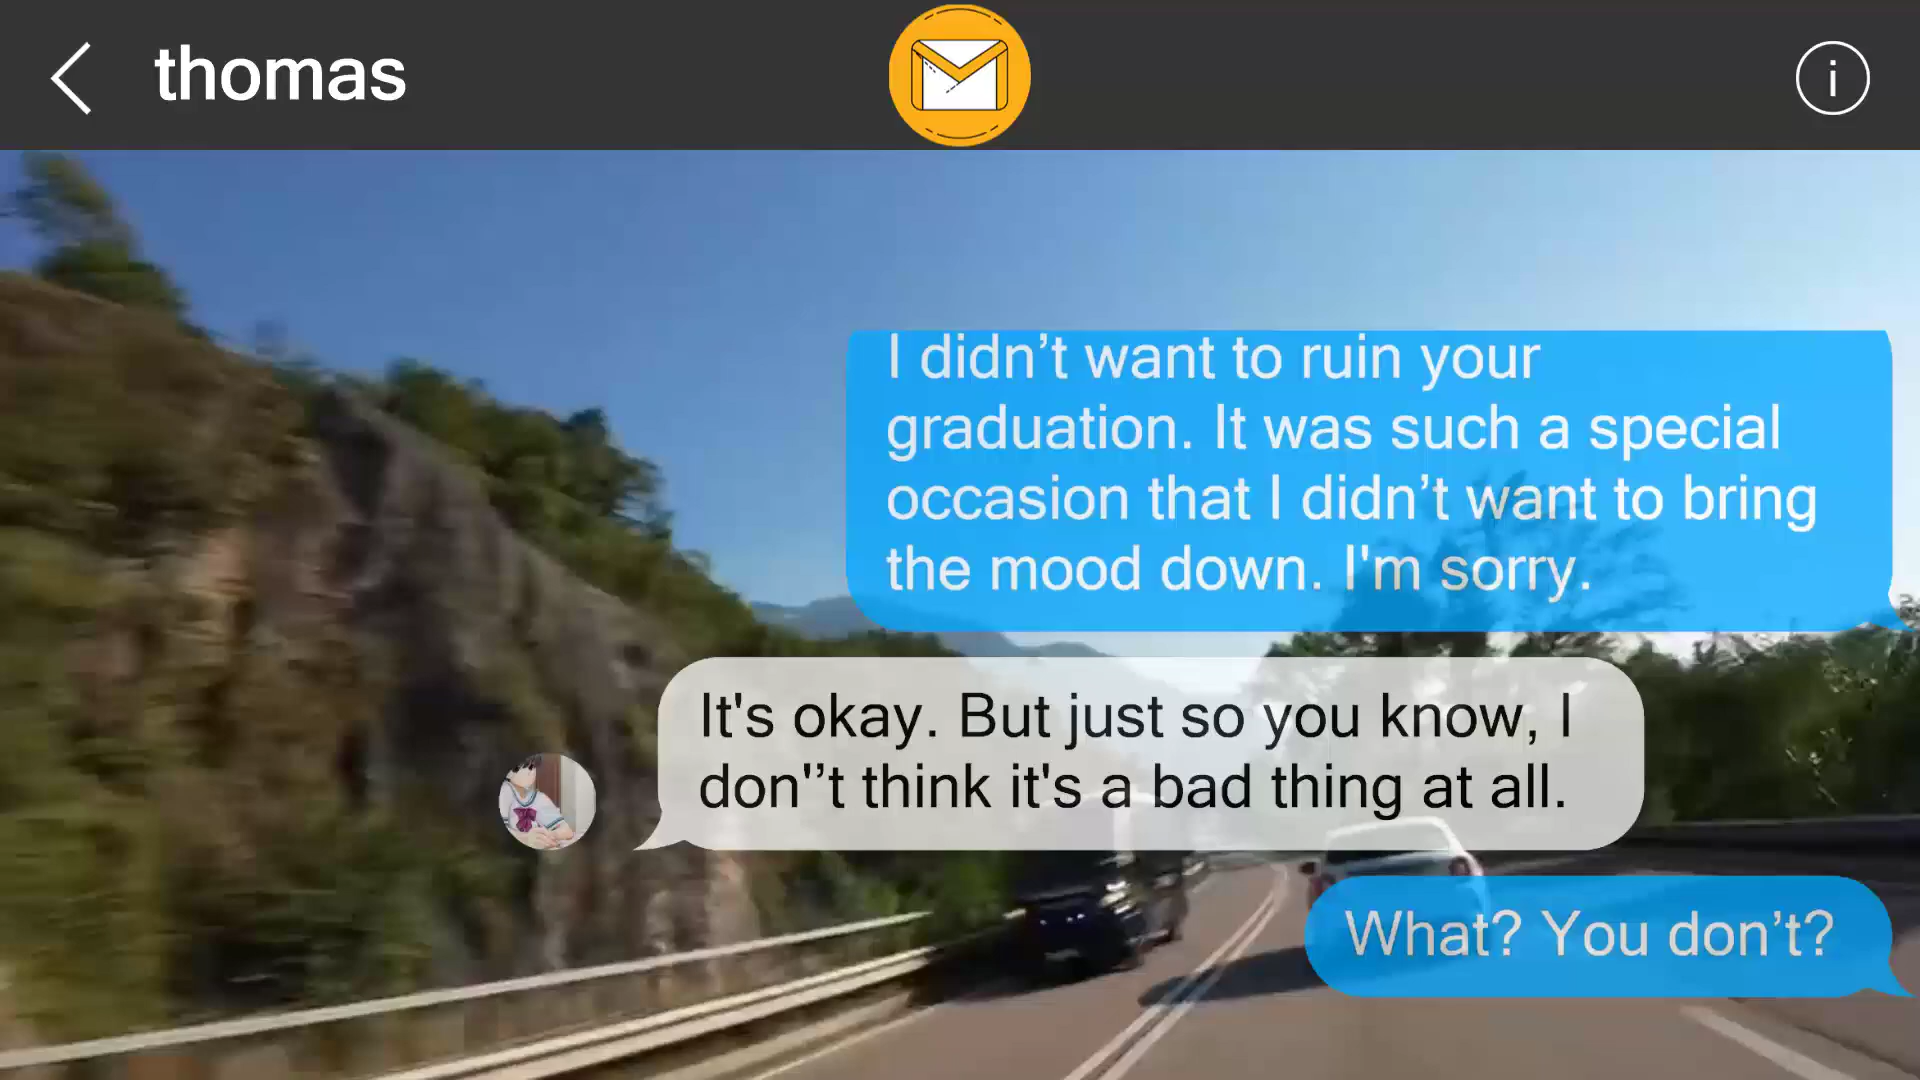 thomas
i
I didn’t want to ruin your
graduation. It was such a special
occasion that I didn’t want to bring
the mood down. I'm sorry.
It's okay. But just so you know, I
don'’t think it's a bad thing at all.
What? You don’t?